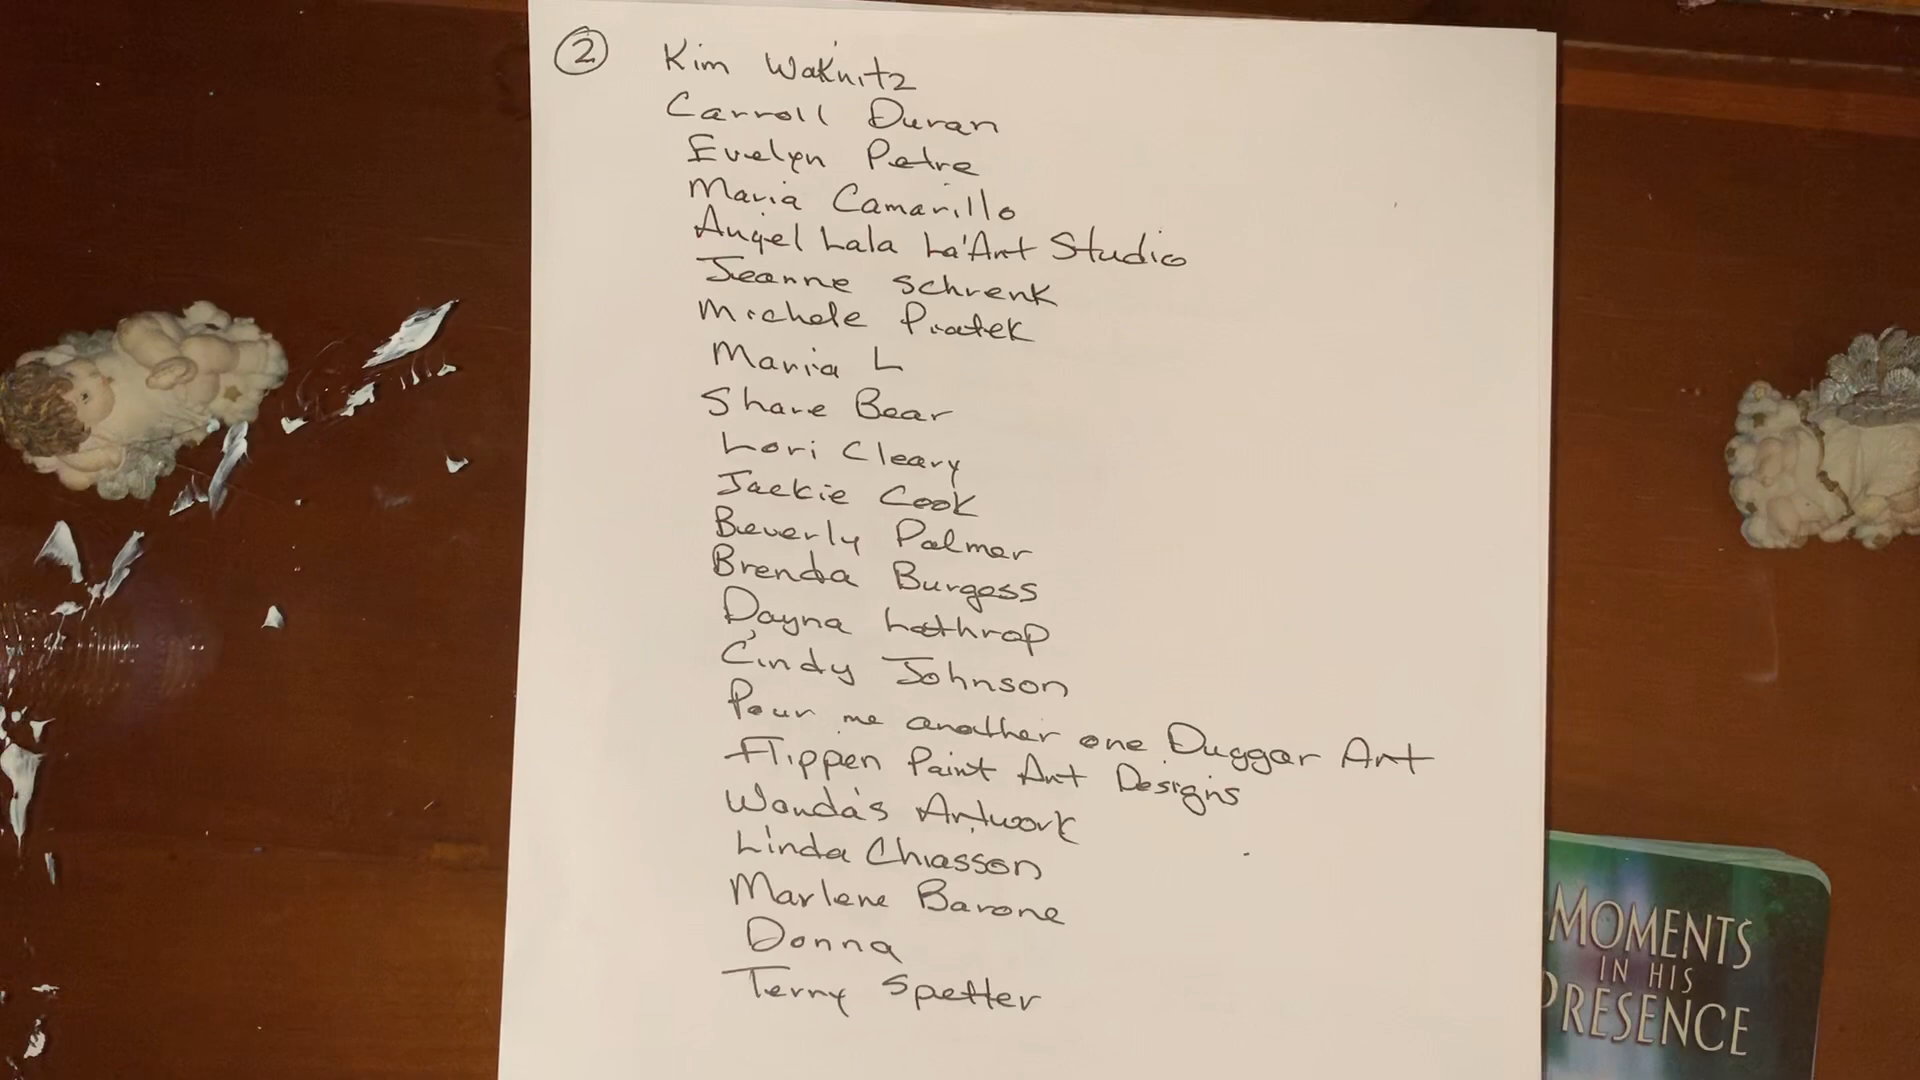 2
Kim Waknitz
Carroll Duran
Evelyn Petre
Maria Camarillo
Angel Lala La'Art Studio
Jeanne Schrenk
Michele Piatek
Maria L
Share Bear
Lori Cleary
Jackie Cook
Beverly Palmer
Brenda Burgess
Dayna Lothrop
Cindy Johnson
Pour me another one Duggar Art
Flippen Paint Art Designs
Wanda's Artwork
Linda Chiasson
Marlene Barone
Donna
Terry Spetter
MOMENTS
IN HIS
PRESENCE